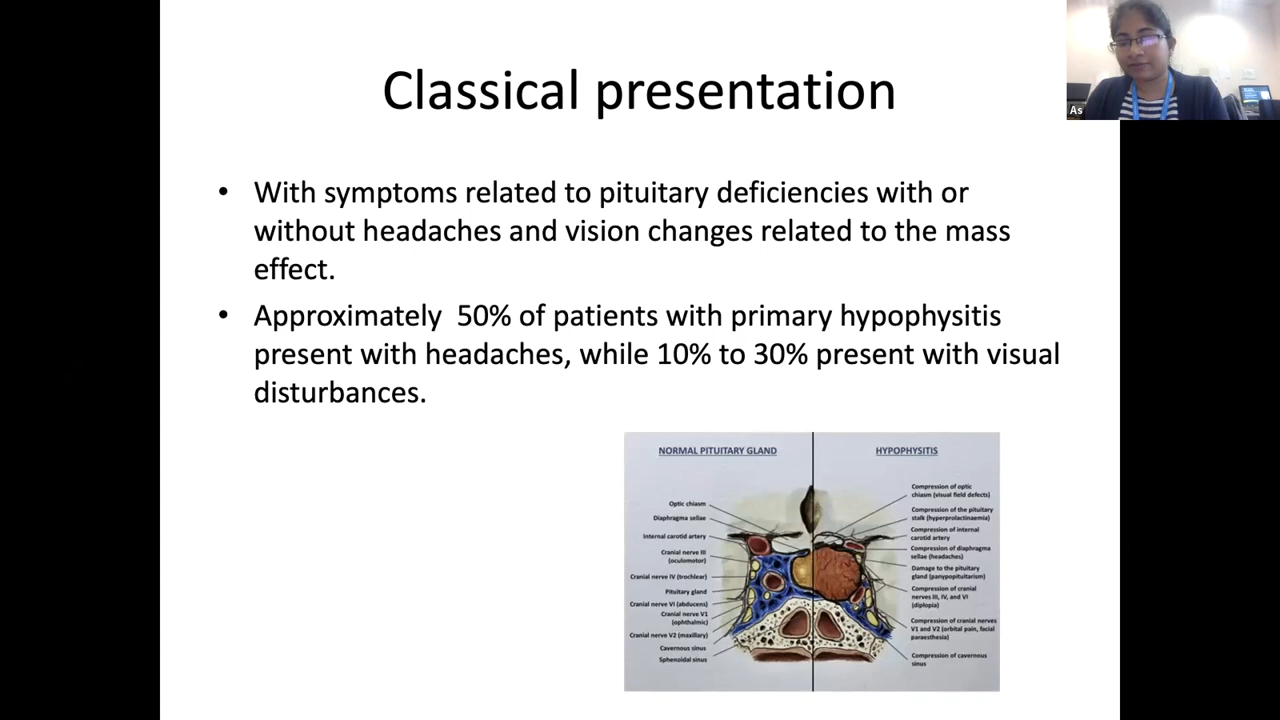 Classical presentation
As
• With symptoms related to pituitary deficiencies with or
without headaches and vision changes related to the mass
effect.
• Approximately  50% of patients with primary hypophysitis
present with headaches, while 10% to 30% present with visual
disturbances.
NORMAL PITUITARY GLAND
Optic chiasm
Diaphragma sellae
Internal carotid artery
Cranial nerve III
(oculomotor)
Cranial nerve IV (trochlear)
Pituitary gland
Cranial nerve VI (abducens)
Cranial nerve V1
(ophthalmic)
Cranial nerve V2 (maxillary)
Cavernous sinus
Sphenoidal sinus
HYPOPHYSITIS
Compression of optic
chiasm (visual field defects)
Compression of the pituitary
stalk (hyperprolactinaemia)
Compression of internal
carotid artery
Compression of diaphragma
sellae (headaches)
Damage to the pituitary
gland (panypopituitarism)
Compression of cranial
nerves III, IV, and VI
(diplopia)
Compression of cranial nerves
V1 and V2 (orbital pain, facial
paraesthesia)
Compression of cavernous
sinus